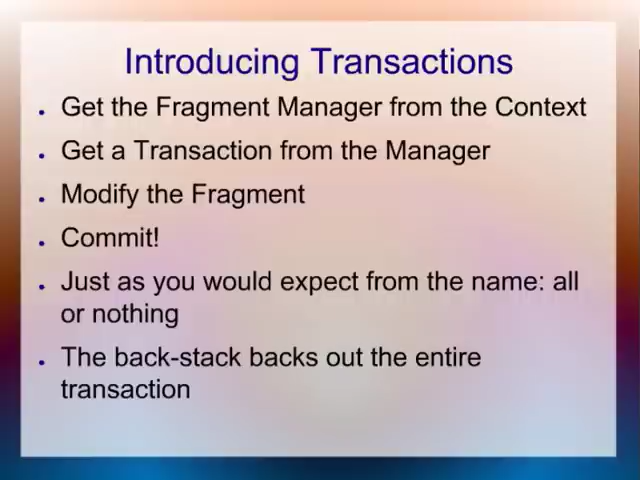 Introducing Transactions
Get the Fragment Manager from the Context
Get a Transaction from the Manager
Modify the Fragment
Commit!
Just as you would expect from the name: all
or nothing
The back-stack backs out the entire
transaction